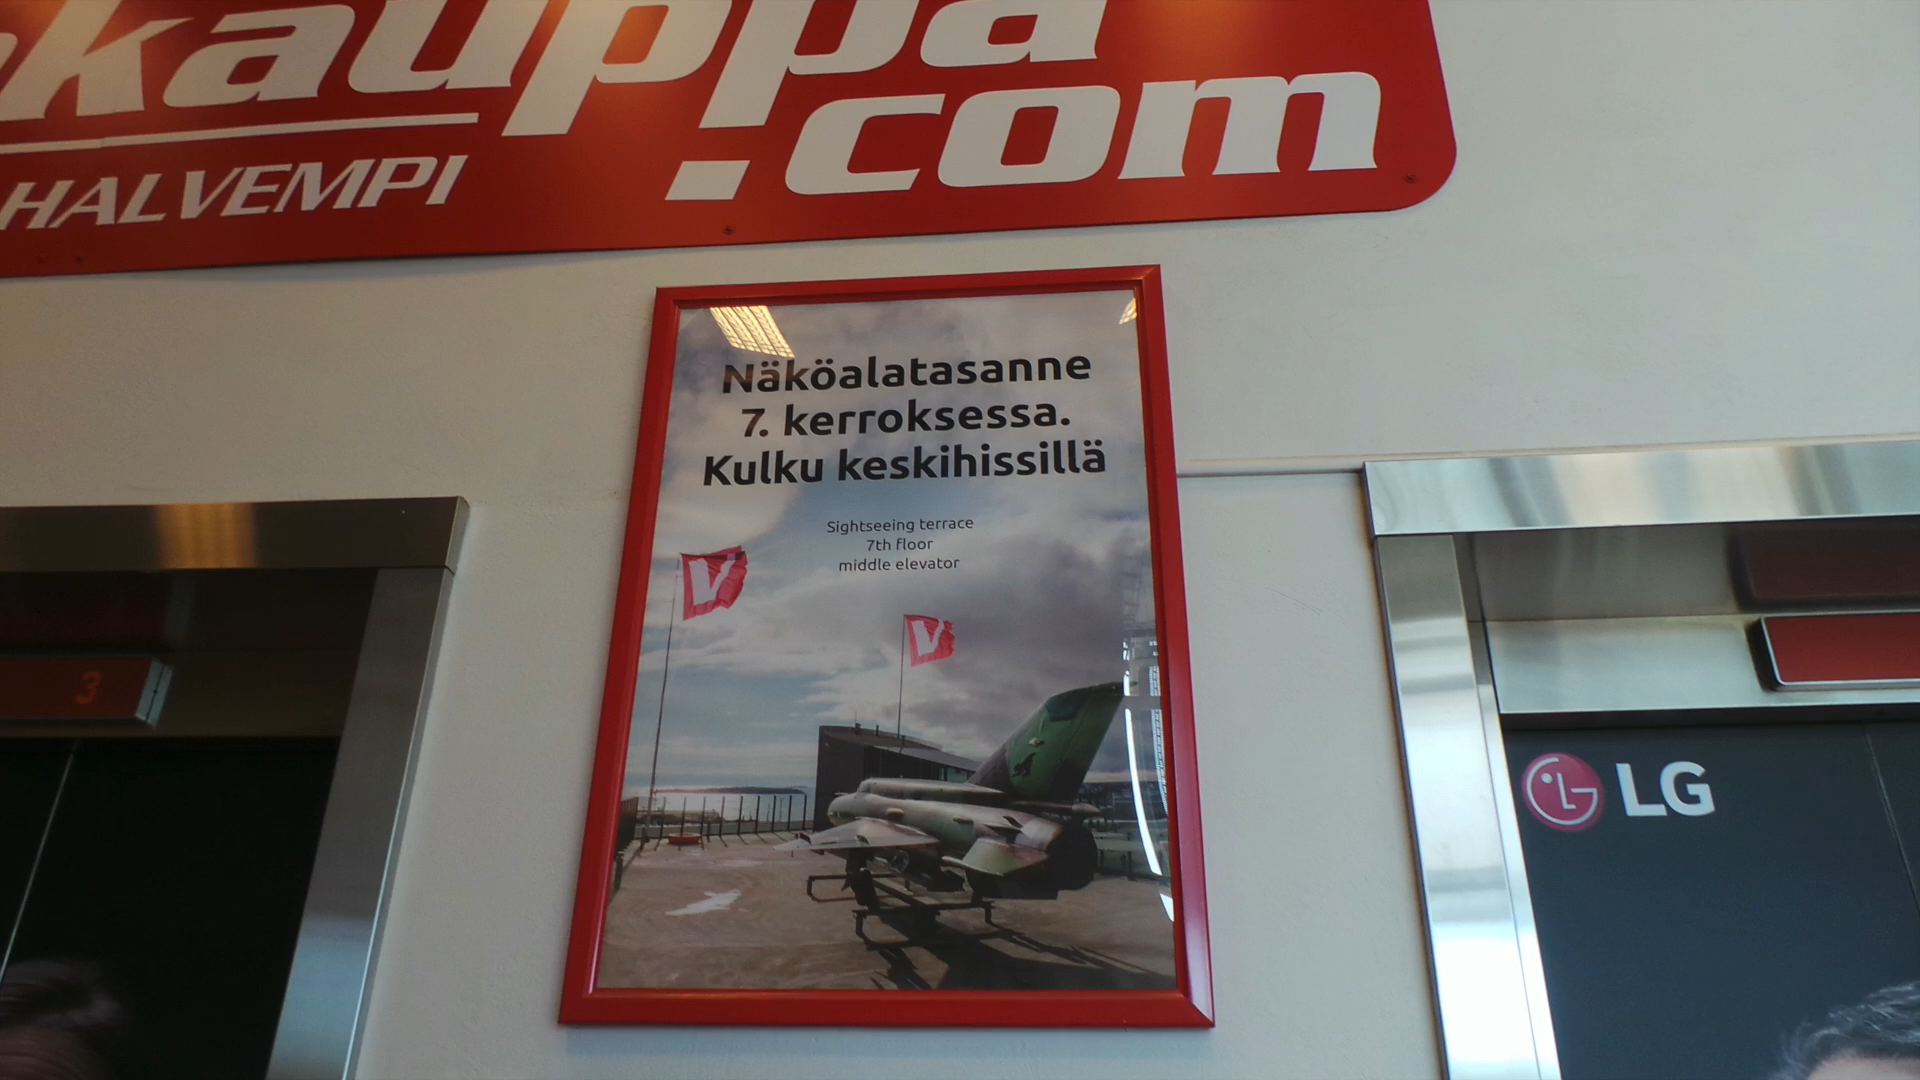 kauppa
.com
HALVEMPI
Näköalatasanne
7. kerroksessa.
Kulku keskihissillä
Sightseeing terrace
7th floor
middle elevator
V
V
3
LG